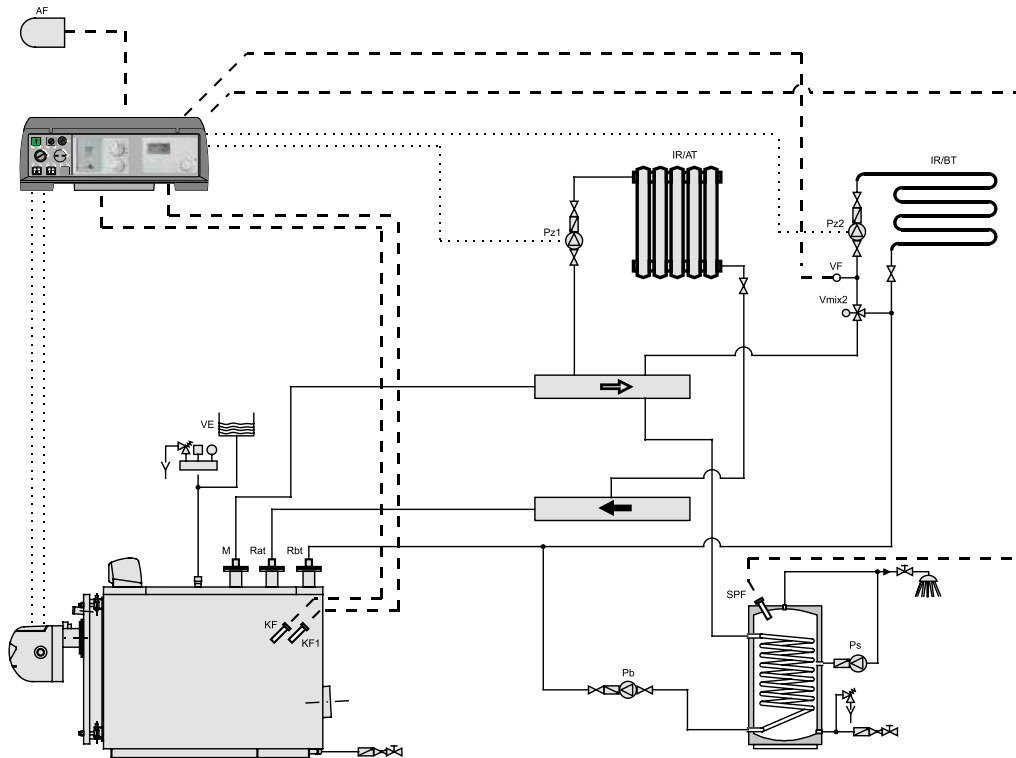 AF
IR/AT
IR/BT
Pz1
Pz2
VF
Vmix2
VE
M
Rat
Rbt
SPF
KF
KF1
Ps
Pb